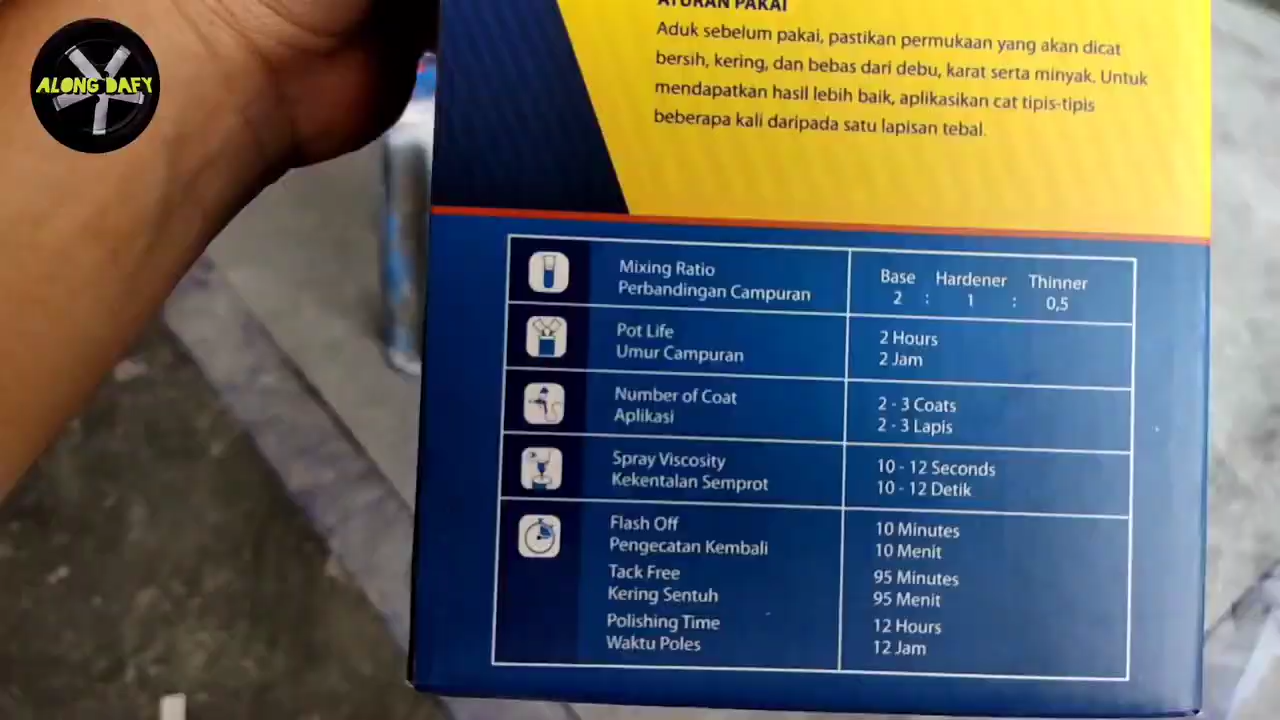 ALONG DAFY
ATURAN PAKAI
Aduk sebelum pakai, pastikan permukaan yang akan dicat
bersih, kering, dan bebas dari debu, karat serta minyak. Untuk
mendapatkan hasil lebih baik, aplikasikan cat tipis-tipis
beberapa kali daripada satu lapisan tebal.
Mixing Ratio
Perbandingan Campuran
Base Hardener Thinner
2 : 1 : 0,5
Pot Life
Umur Campuran
2 Hours
2 Jam
Number of Coat
Aplikasi
2 - 3 Coats
2 - 3 Lapis
Spray Viscosity
Kekentalan Semprot
10 - 12 Seconds
10 - 12 Detik
Flash Off
Pengecatan Kembali
10 Minutes
10 Menit
Tack Free
Kering Sentuh
95 Minutes
95 Menit
Polishing Time
Waktu Poles
12 Hours
12 Jam